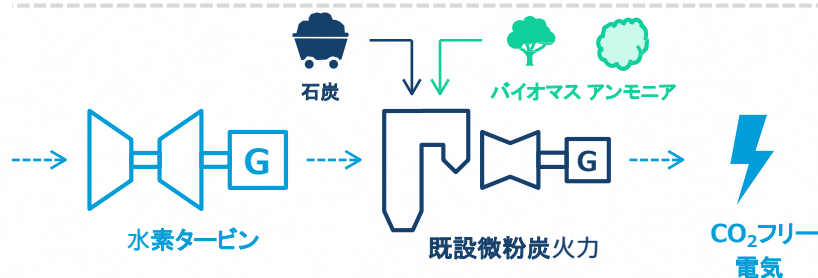 石炭
バイオマス アンモニア
G
G
水素タービン
既設微粉炭火力
CO₂フリー
電気